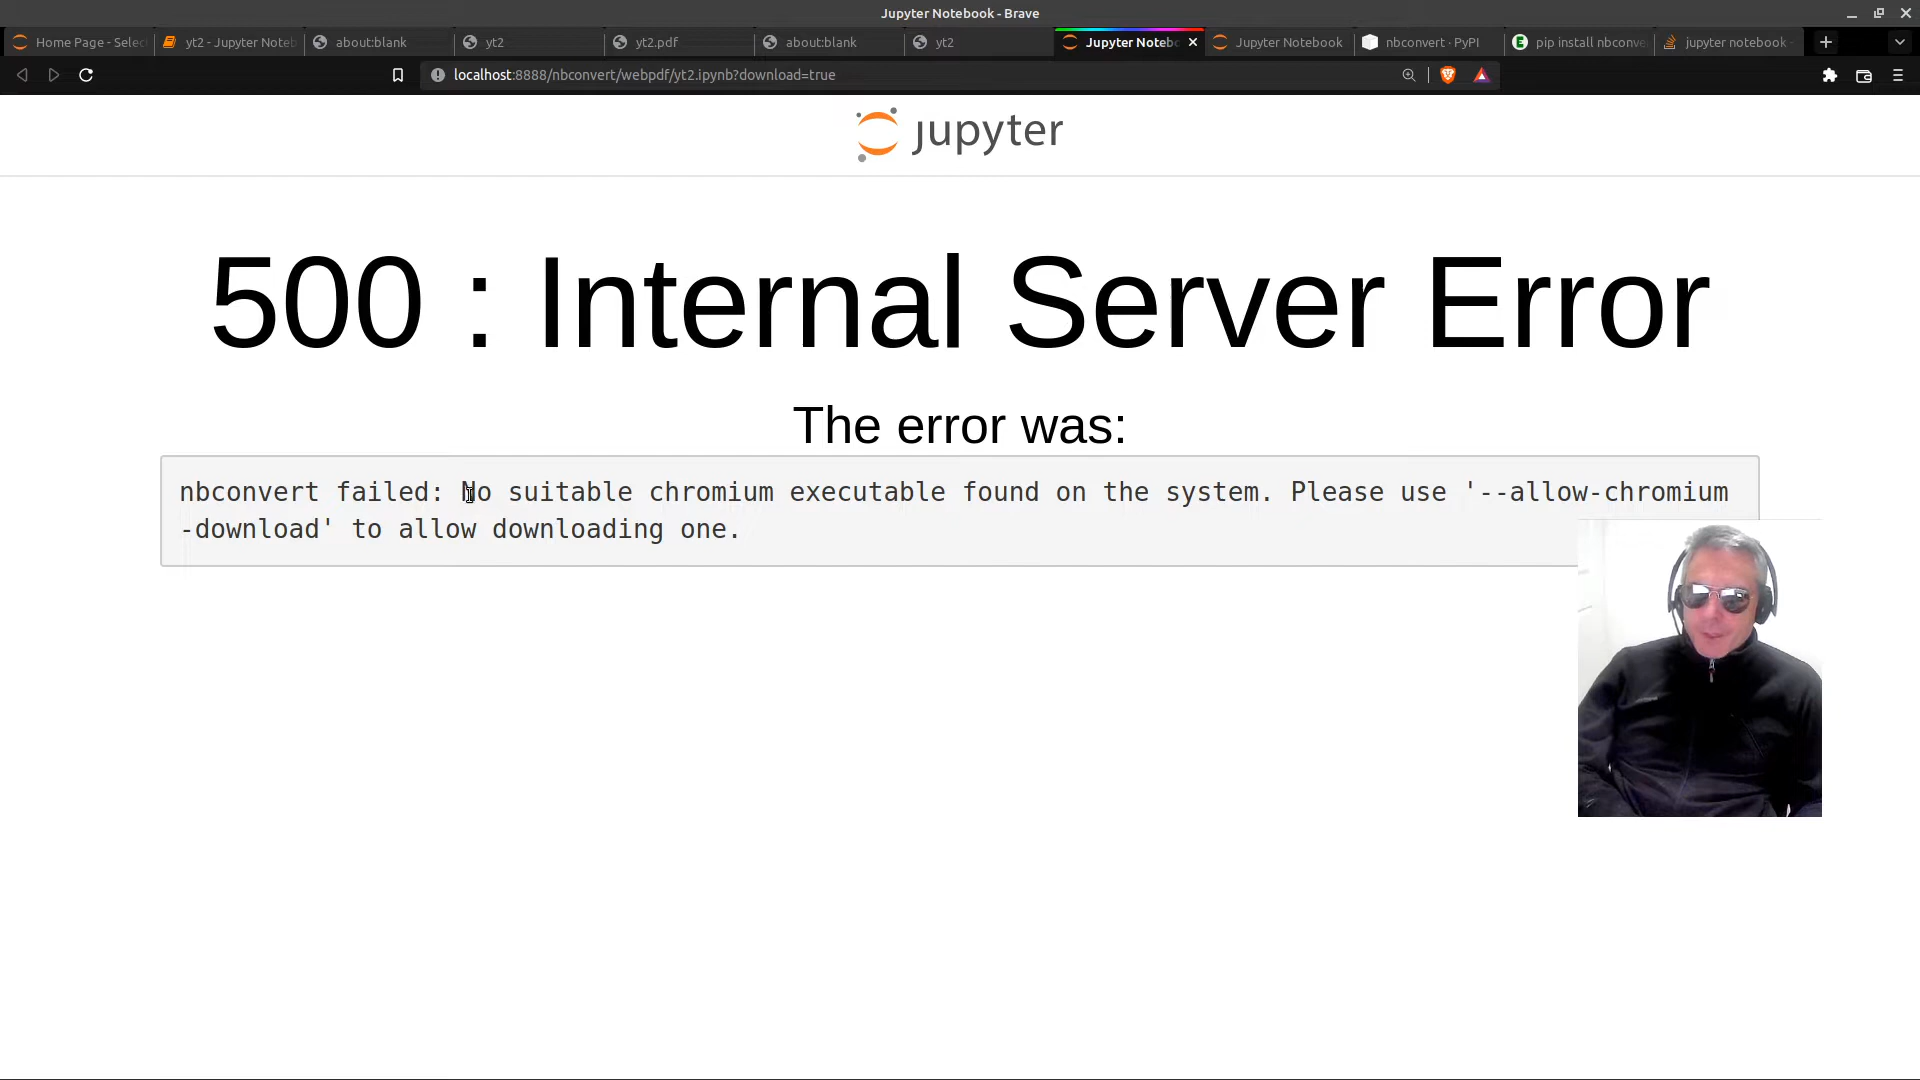 Jupyter Notebook - Brave
Home Page - Selec
yt2 - Jupyter Noteb
about:blank
yt2
yt2.pdf
about:blank
yt2
Jupyter Notebo
Jupyter Notebook
nbconvert · PyPI
pip install nbconve
jupyter notebook -
localhost:8888/nbconvert/webpdf/yt2.ipynb?download=true
jupyter
500 : Internal Server Error
The error was:
nbconvert failed: No suitable chromium executable found on the system. Please use '--allow-chromium
-download' to allow downloading one.